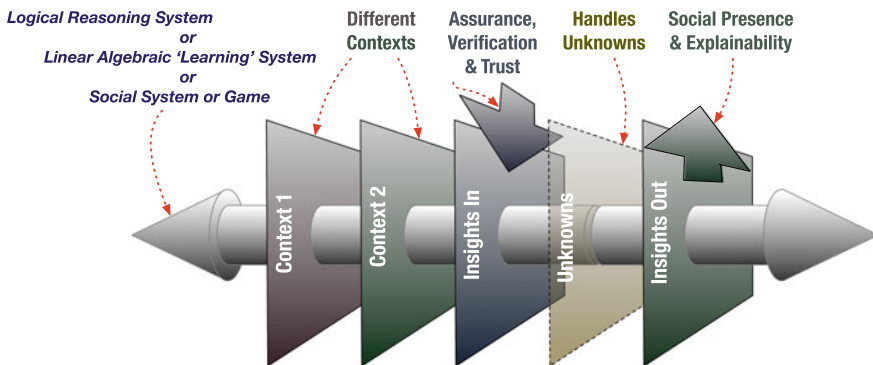 Logical Reasoning System
or
Linear Algebraic ‘Learning’ System
or
Social System or Game
Different
Contexts
Assurance,
Verification
& Trust
Handles
Unknowns
Social Presence
& Explainability
Context 1
Context 2
Insights In
Unknowns
Insights Out